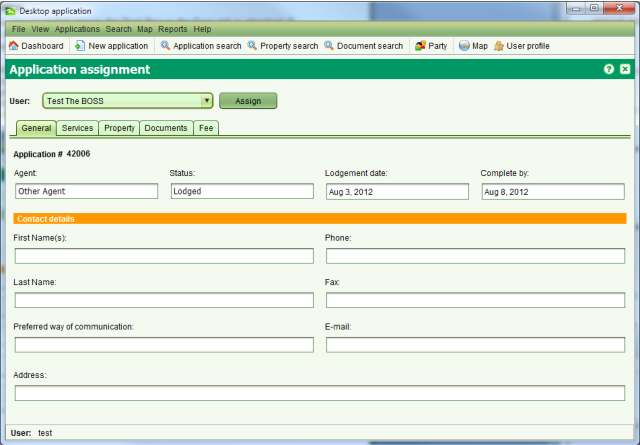 Desktop application
File View Applications Search Map Reports Help
Dashboard New application Application search Property search Document search Party Map User profile
Application assignment
User: Test The BOSS Assign
General Services Property Documents Fee
Application # 42006
Agent: Status: Lodgement date: Complete by:
Other Agent Lodged Aug 3, 2012 Aug 8, 2012
Contact details
First Name(s): Phone:
Last Name: Fax:
Preferred way of communication: E-mail:
Address:
User: test